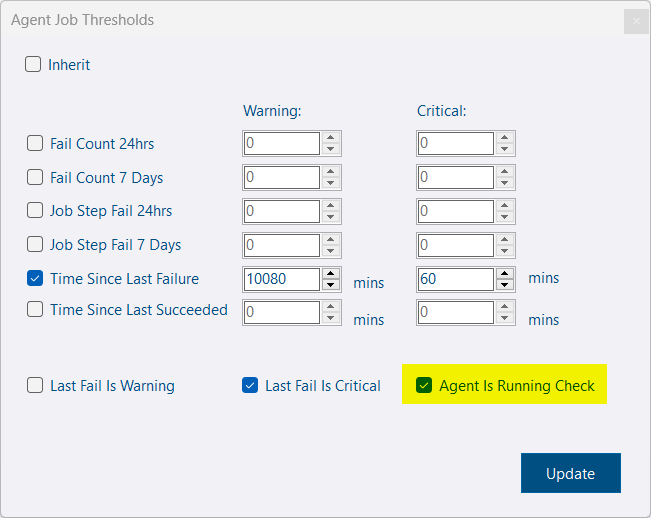 Agent Job Thresholds
Inherit
Warning: Critical:
Fail Count 24hrs 0 0
Fail Count 7 Days 0 0
Job Step Fail 24hrs 0 0
Job Step Fail 7 Days 0 0
Time Since Last Failure 10080 mins 60 mins
Time Since Last Succeeded 0 mins 0 mins
Last Fail Is Warning Last Fail Is Critical Agent Is Running Check
Update